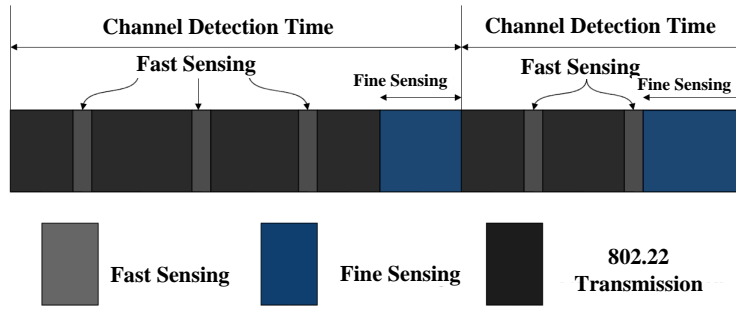 Channel Detection Time
Channel Detection Time
Fast Sensing
Fine Sensing
Fast Sensing
Fine Sensing
Fast Sensing
Fine Sensing
802.22
Transmission